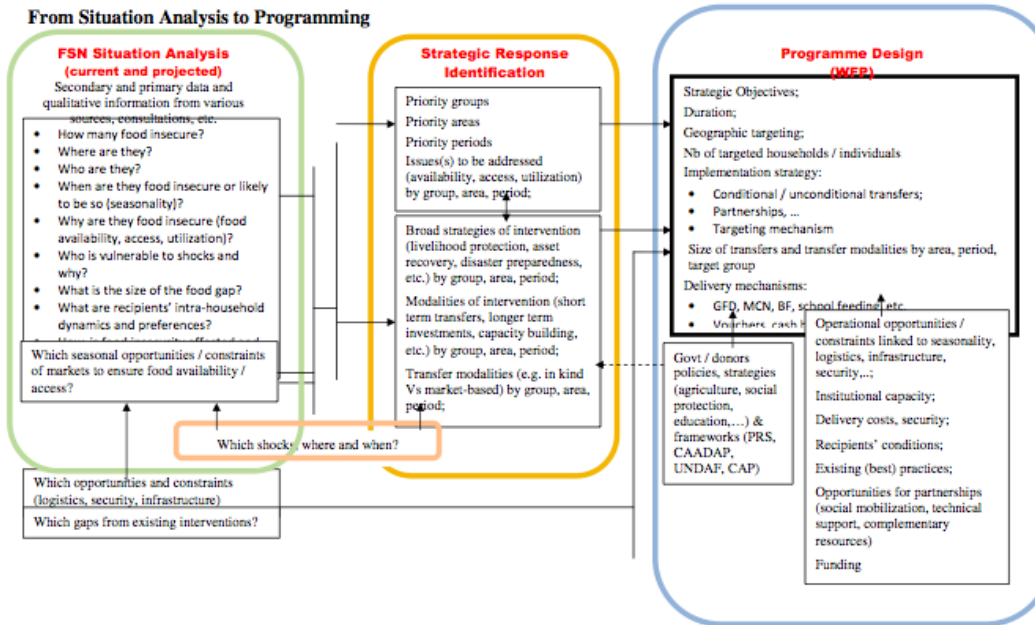 From Situation Analysis to Programming
FSN Situation Analysis
(current and projected)
Secondary and primary data and
qualitative information from various
sources, consultations, etc.
• How many food insecure?
• Where are they?
• Who are they?
• When are they food insecure or likely
to be so (seasonality)?
• Why are they food insecure (food
availability, access, utilization)?
• Who is vulnerable to shocks and
why?
• What is the size of the food gap?
• What are recipients' intra-household
dynamics and preferences?
Which seasonal opportunities / constraints
of markets to ensure food availability /
access?
Which shocks, where and when?
Which opportunities and constraints
(logistics, security, infrastructure)
Which gaps from existing interventions?
Strategic Response
Identification
Priority groups
Priority areas
Priority periods
Issues(s) to be addressed
(availability, access, utilization) by
group, area, period;
Broad strategies of intervention
(livelihood protection, asset
recovery, disaster preparedness,
etc.) by group, area, period;
Modalities of intervention (short
term transfers, longer term
investments, capacity building,
etc.) by group, area, period;
Transfer modalities (e.g. in kind
Vs market-based) by group, area,
period;
Programme Design
(WFP)
Strategic Objectives;
Duration;
Geographic targeting;
Nb of targeted households / individuals
Implementation strategy:
• Conditional / unconditional transfers;
• Partnerships, ...
• Targeting mechanism
Size of transfers and transfer modalities by area, period,
target group
Delivery mechanisms:
• GFD, MCN, BF, school feeding, etc.
• Vouchers, cash
Govt / donors
policies, strategies
(agriculture, social
protection,
education,...) &
frameworks (PRS,
CAADAP,
UNDAF, CAP)
Operational opportunities /
constraints linked to seasonality,
logistics, infrastructure,
security,..;
Institutional capacity;
Delivery costs, security;
Recipients' conditions;
Existing (best) practices;
Opportunities for partnerships
(social mobilization, technical
support, complementary
resources)
Funding